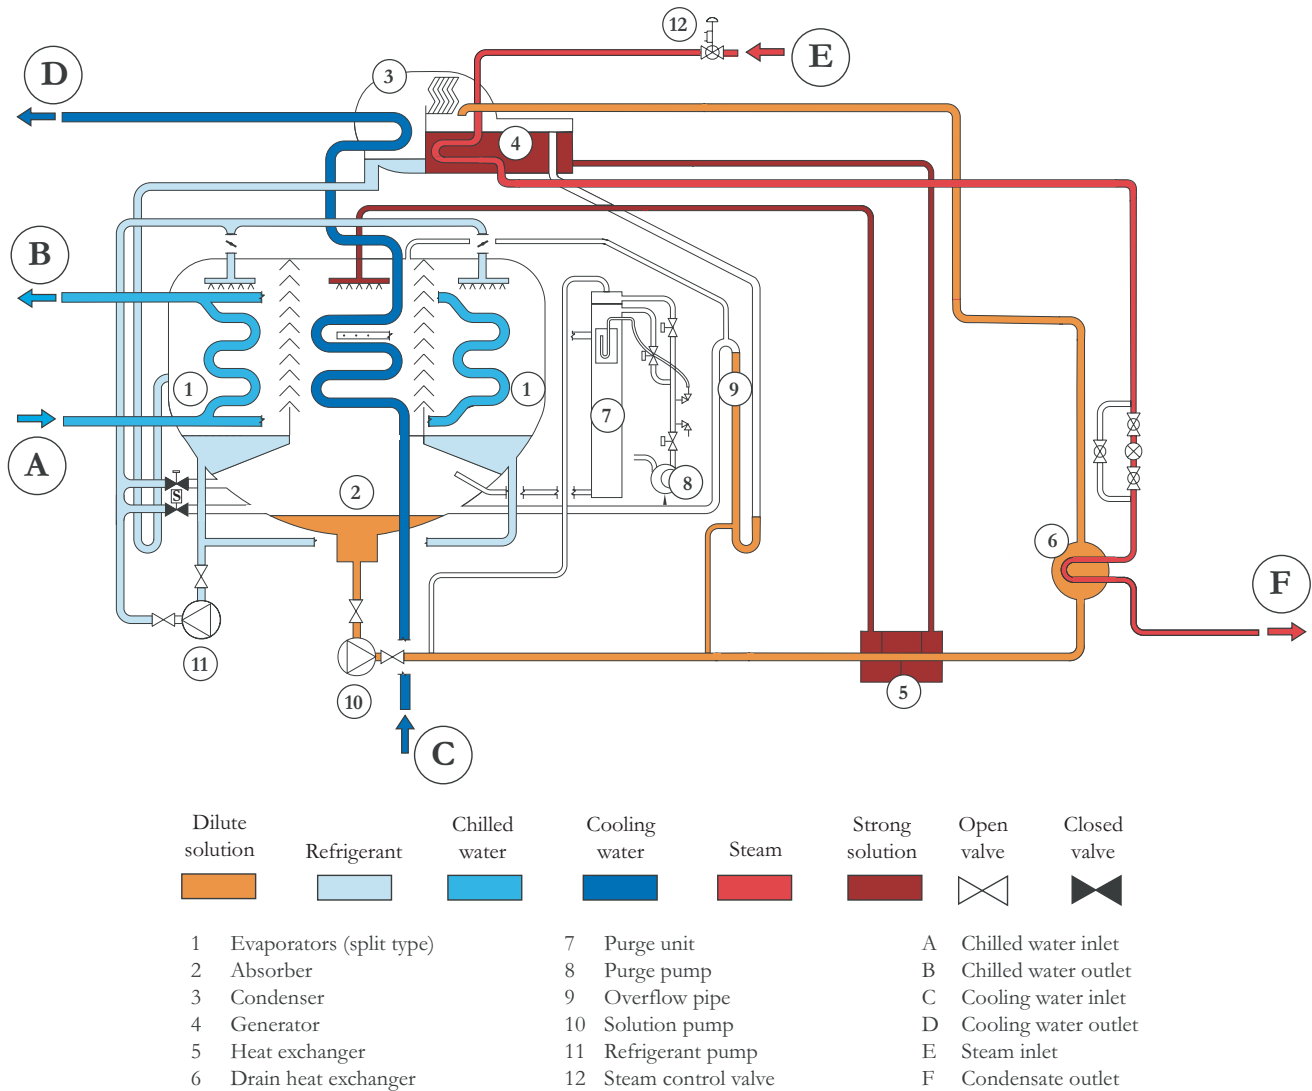 12
E
D
3
4
B
1
1
9
7
A
S
8
2
6
F
11
10
5
C
Dilute
solution
Refrigerant
Chilled
water
Cooling
water
Steam
Strong
solution
Open
valve
Closed
valve
1 Evaporators (split type)
2 Absorber
3 Condenser
4 Generator
5 Heat exchanger
6 Drain heat exchanger
7 Purge unit
8 Purge pump
9 Overflow pipe
10 Solution pump
11 Refrigerant pump
12 Steam control valve
A Chilled water inlet
B Chilled water outlet
C Cooling water inlet
D Cooling water outlet
E Steam inlet
F Condensate outlet